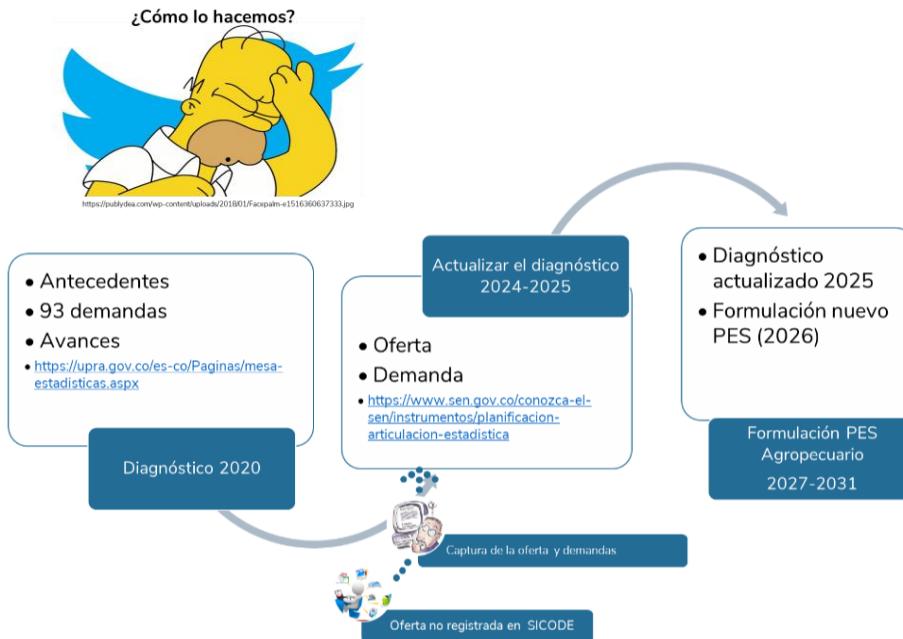 ¿Cómo lo hacemos?
https://publydea.com/wp-content/uploads/2018/01/Facepalm-e1516360637333.jpg
• Antecedentes
• 93 demandas
• Avances
• https://upra.gov.co/es-co/Paginas/mesa-
estadisticas.aspx
Diagnóstico 2020
Actualizar el diagnóstico
2024-2025
• Oferta
• Demanda
• https://www.sen.gov.co/conozca-el-
sen/instrumentos/planificacion-
articulacion-estadistica
• Diagnóstico
actualizado 2025
• Formulación nuevo
PES (2026)
Formulación PES
Agropecuario
2027-2031
Captura de la oferta y demandas
Oferta no registrada en SICODE